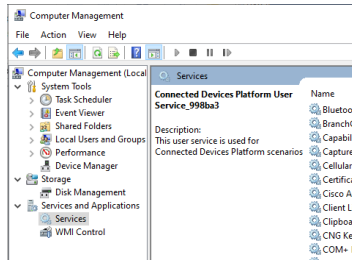 Computer Management
File Action View Help
Computer Management (Local
System Tools
Task Scheduler
Event Viewer
Shared Folders
Local Users and Groups
Performance
Device Manager
Storage
Disk Management
Services and Applications
Services
WMI Control
Services
Connected Devices Platform User
Service_998ba3
Description:
This user service is used for
Connected Devices Platform scenarios
Name
Bluetoo
Branch
Capabil
Capture
Cellular
Certifica
Cisco A
Client L
Clipboa
CNG Ke
COM+